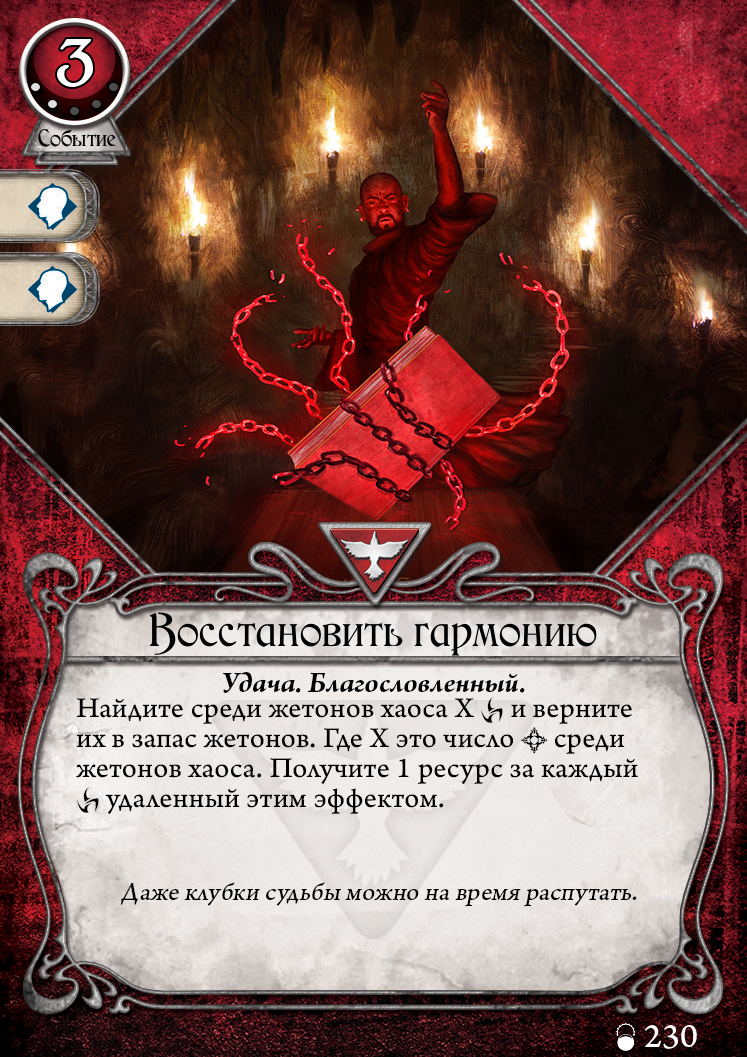 3
Событие
Восстановить гармонию
Удача. Благословленный.
Найдите среди жетонов хаоса X и верните
их в запас жетонов. Где X это число среди
жетонов хаоса. Получите 1 ресурс за каждый
удаленный этим эффектом.
Даже клубки судьбы можно на время распутать.
230